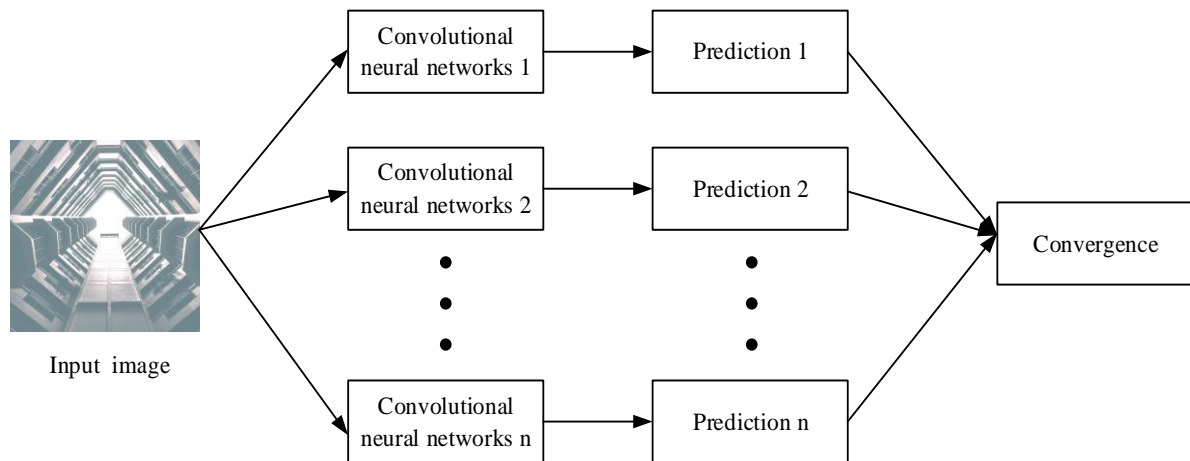 Convolutional
neural networks 1
Prediction 1
Convolutional
neural networks 2
Prediction 2
Convergence
Input image
Convolutional
neural networks n
Prediction n